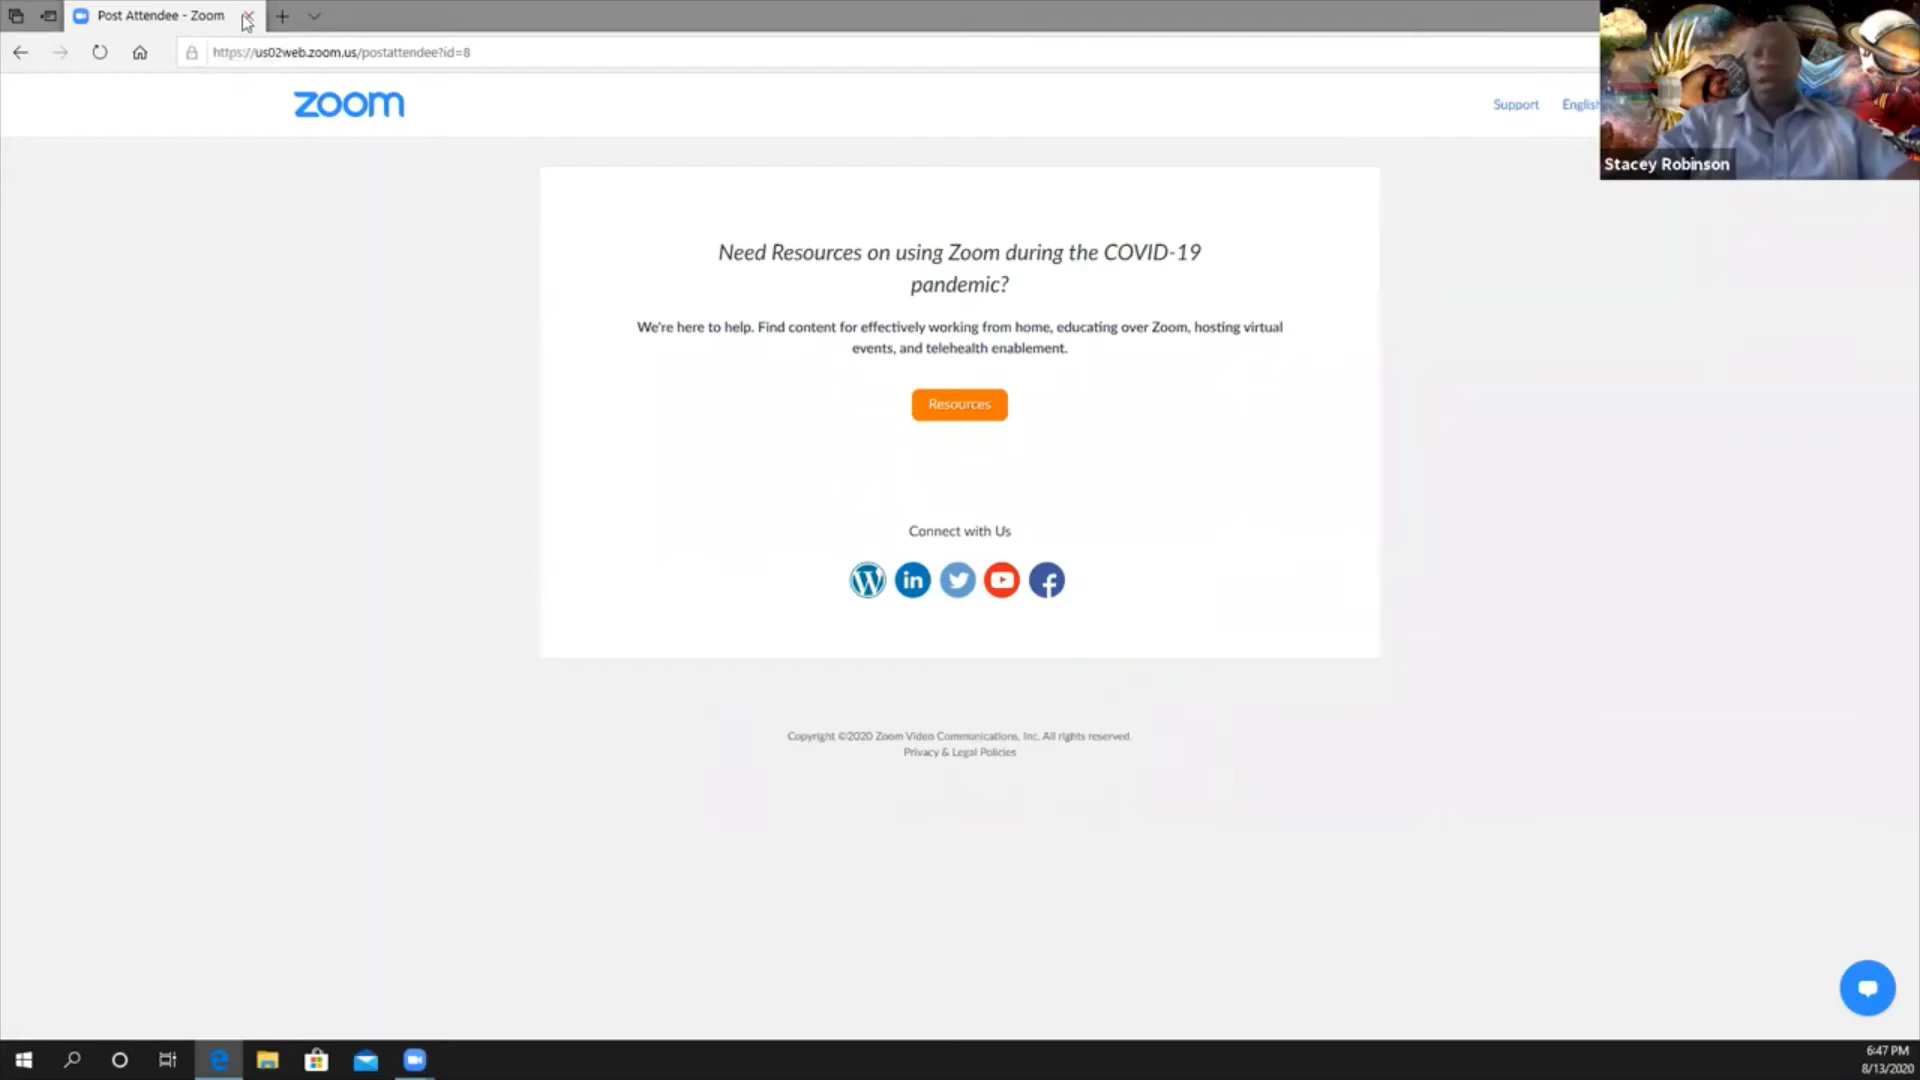 Post Attendee - Zoom
https://us02web.zoom.us/postattendee?id=8
zoom
Support
English
Stacey Robinson
Need Resources on using Zoom during the COVID-19
pandemic?
We're here to help. Find content for effectively working from home, educating over Zoom, hosting virtual
events, and telehealth enablement.
Resources
Connect with Us
Copyright ©2020 Zoom Video Communications, Inc. All rights reserved.
Privacy & Legal Policies
6:47 PM
8/13/2020